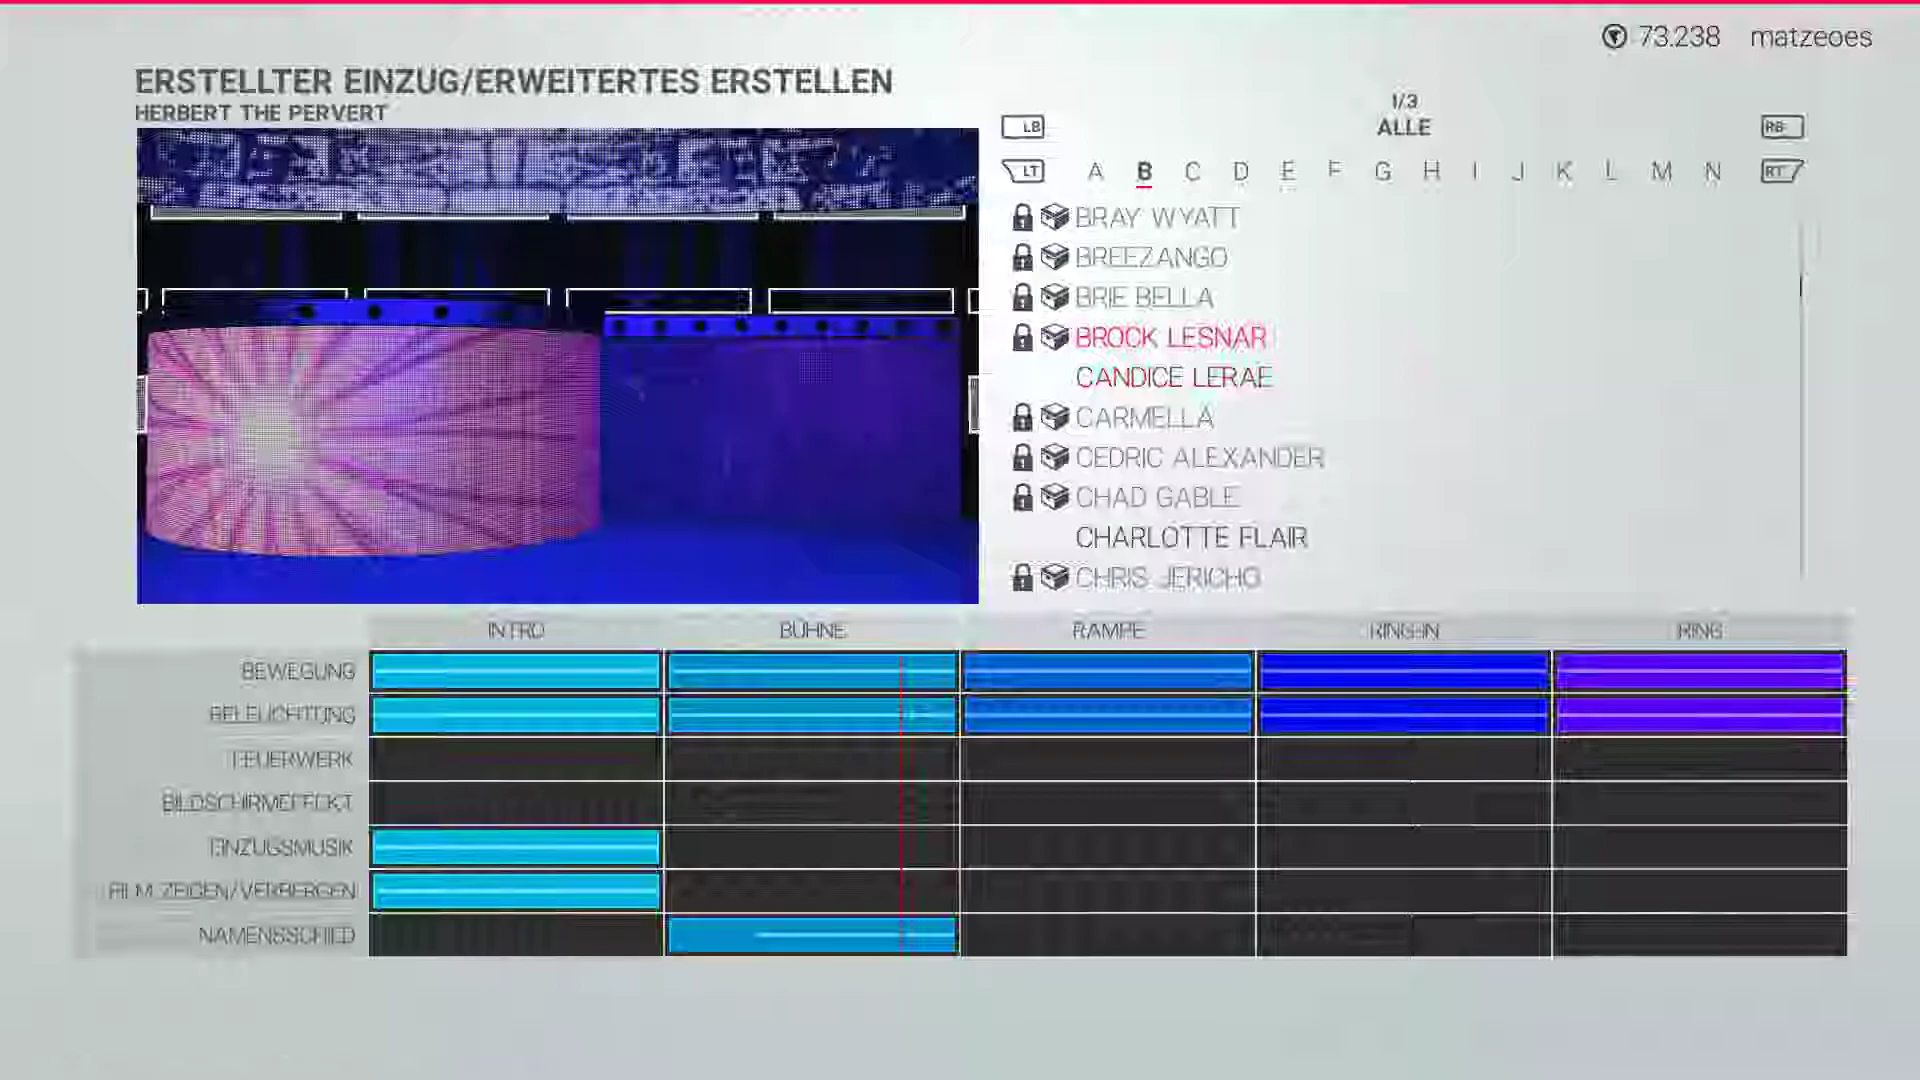 73.238 matzeoes
ERSTELLTER EINZUG/ERWEITERTES ERSTELLEN
HERBERT THE PERVERT
1/3
LB ALLE RB
LT A B C D E F G H I J K L M N RT
BRAY WYATT
BREEZANGO
BRIE BELLA
BROCK LESNAR
CANDICE LERAE
CARMELLA
CEDRIC ALEXANDER
CHAD GABLE
CHARLOTTE FLAIR
CHRIS JERICHO
INTRO BÜHNE RAMPE RINGEIN RING
BEWEGUNG
BELEUCHTUNG
FEUERWERK
BILDSCHIRMEFFEKT
EINZUGSMUSIK
FILM ZEIGEN/VERBERGEN
NAMENSSCHILD